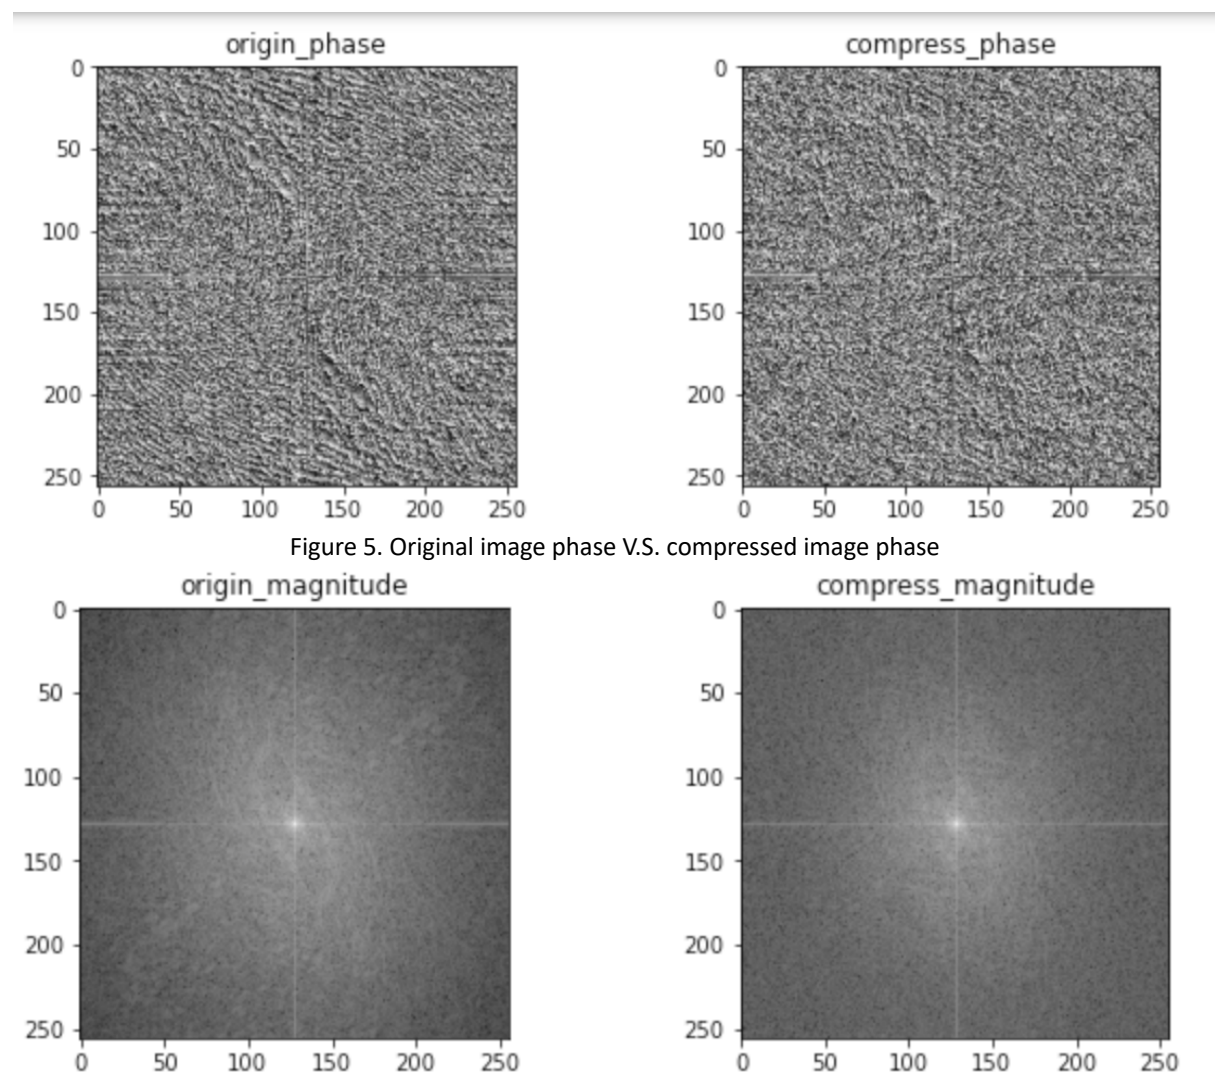 origin_phase compress_phase
0 0
50 50
100 100
150 150
200 200
250 250
0 50 100 150 200 250 0 50 100 150 200 250
Figure 5. Original image phase V.S. compressed image phase
origin_magnitude compress_magnitude
0 0
50 50
100 100
150 150
200 200
250 250
0 50 100 150 200 250 0 50 100 150 200 250